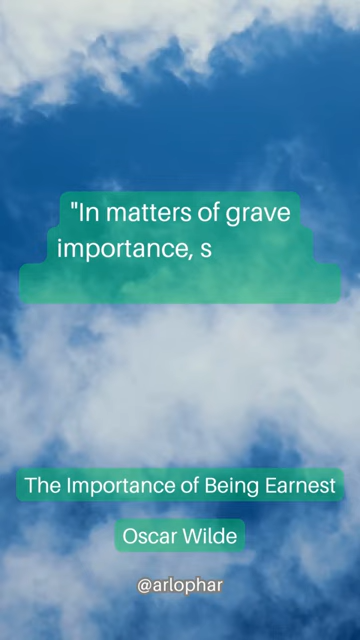 "In matters of grave
importance, s
The Importance of Being Earnest
Oscar Wilde
@arlophar